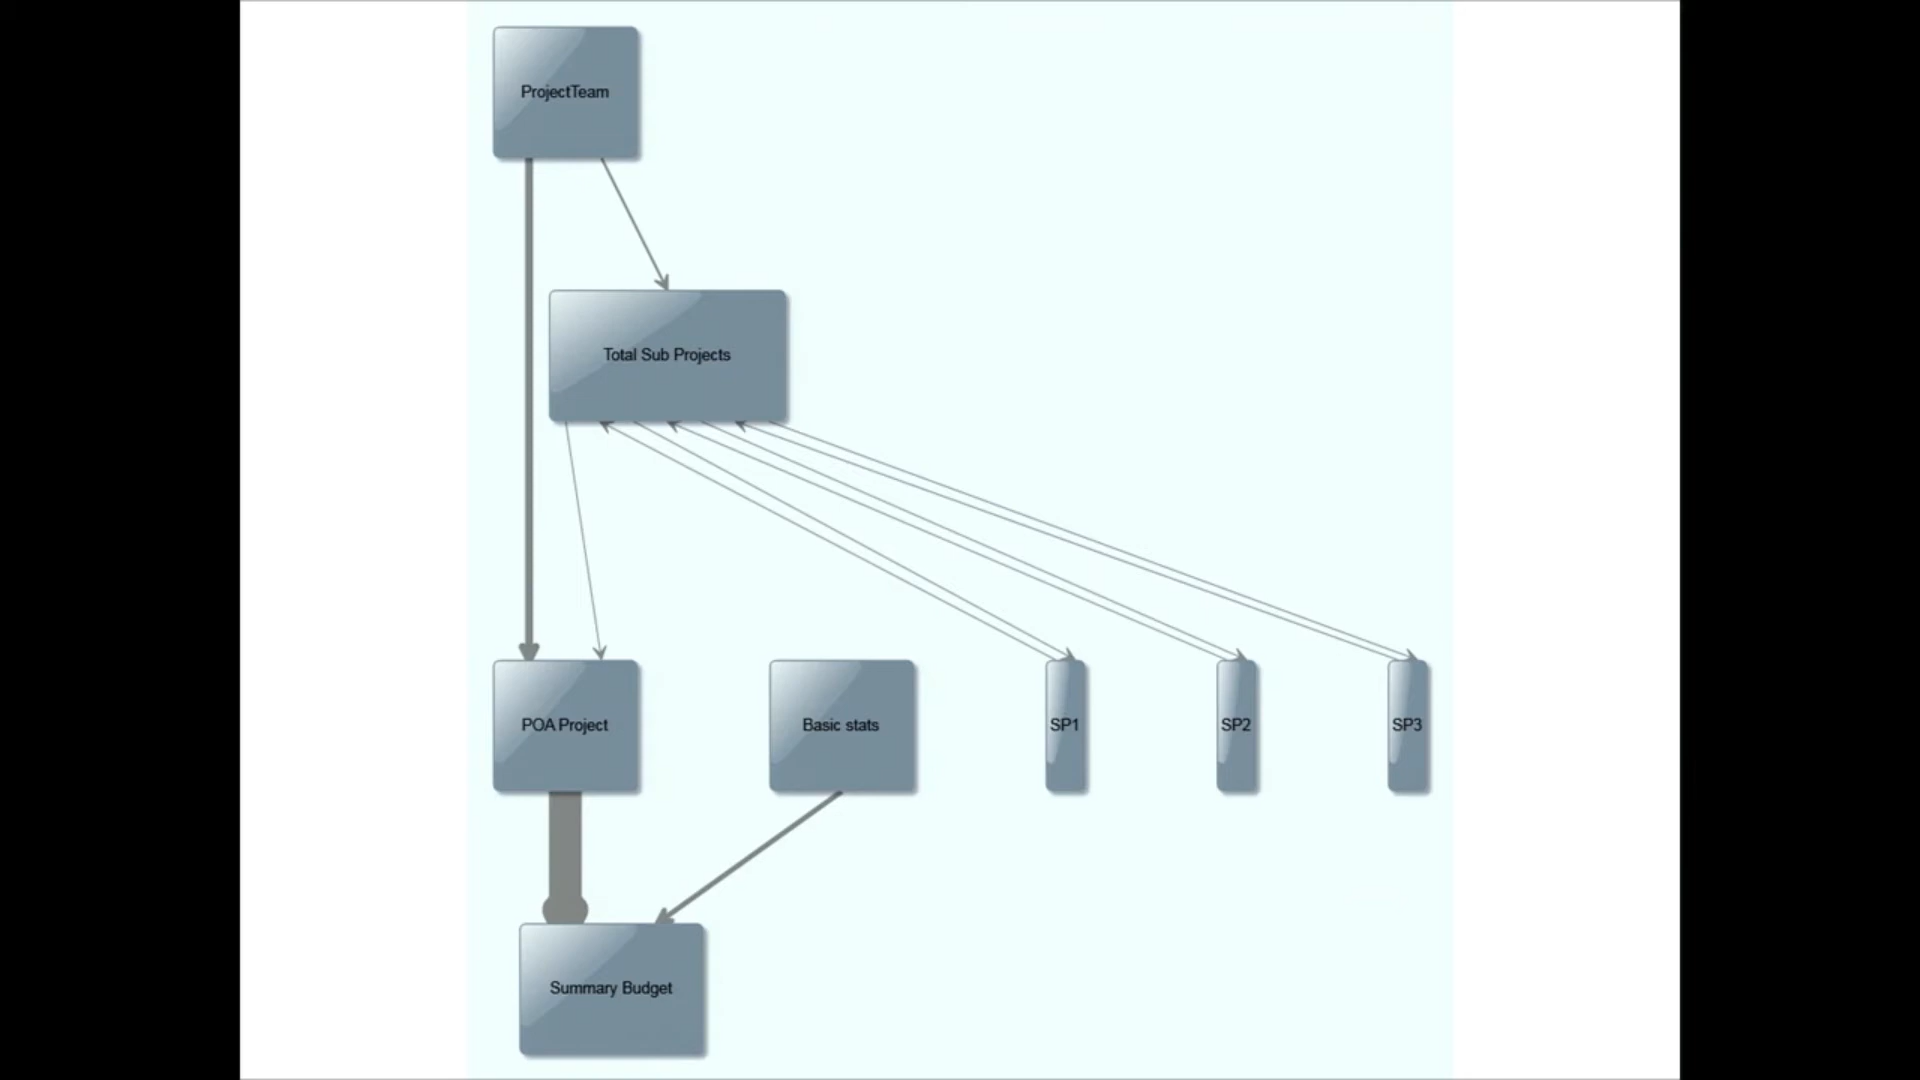 ProjectTeam
Total Sub Projects
POA Project
Basic stats
SP1
SP2
SP3
Summary Budget